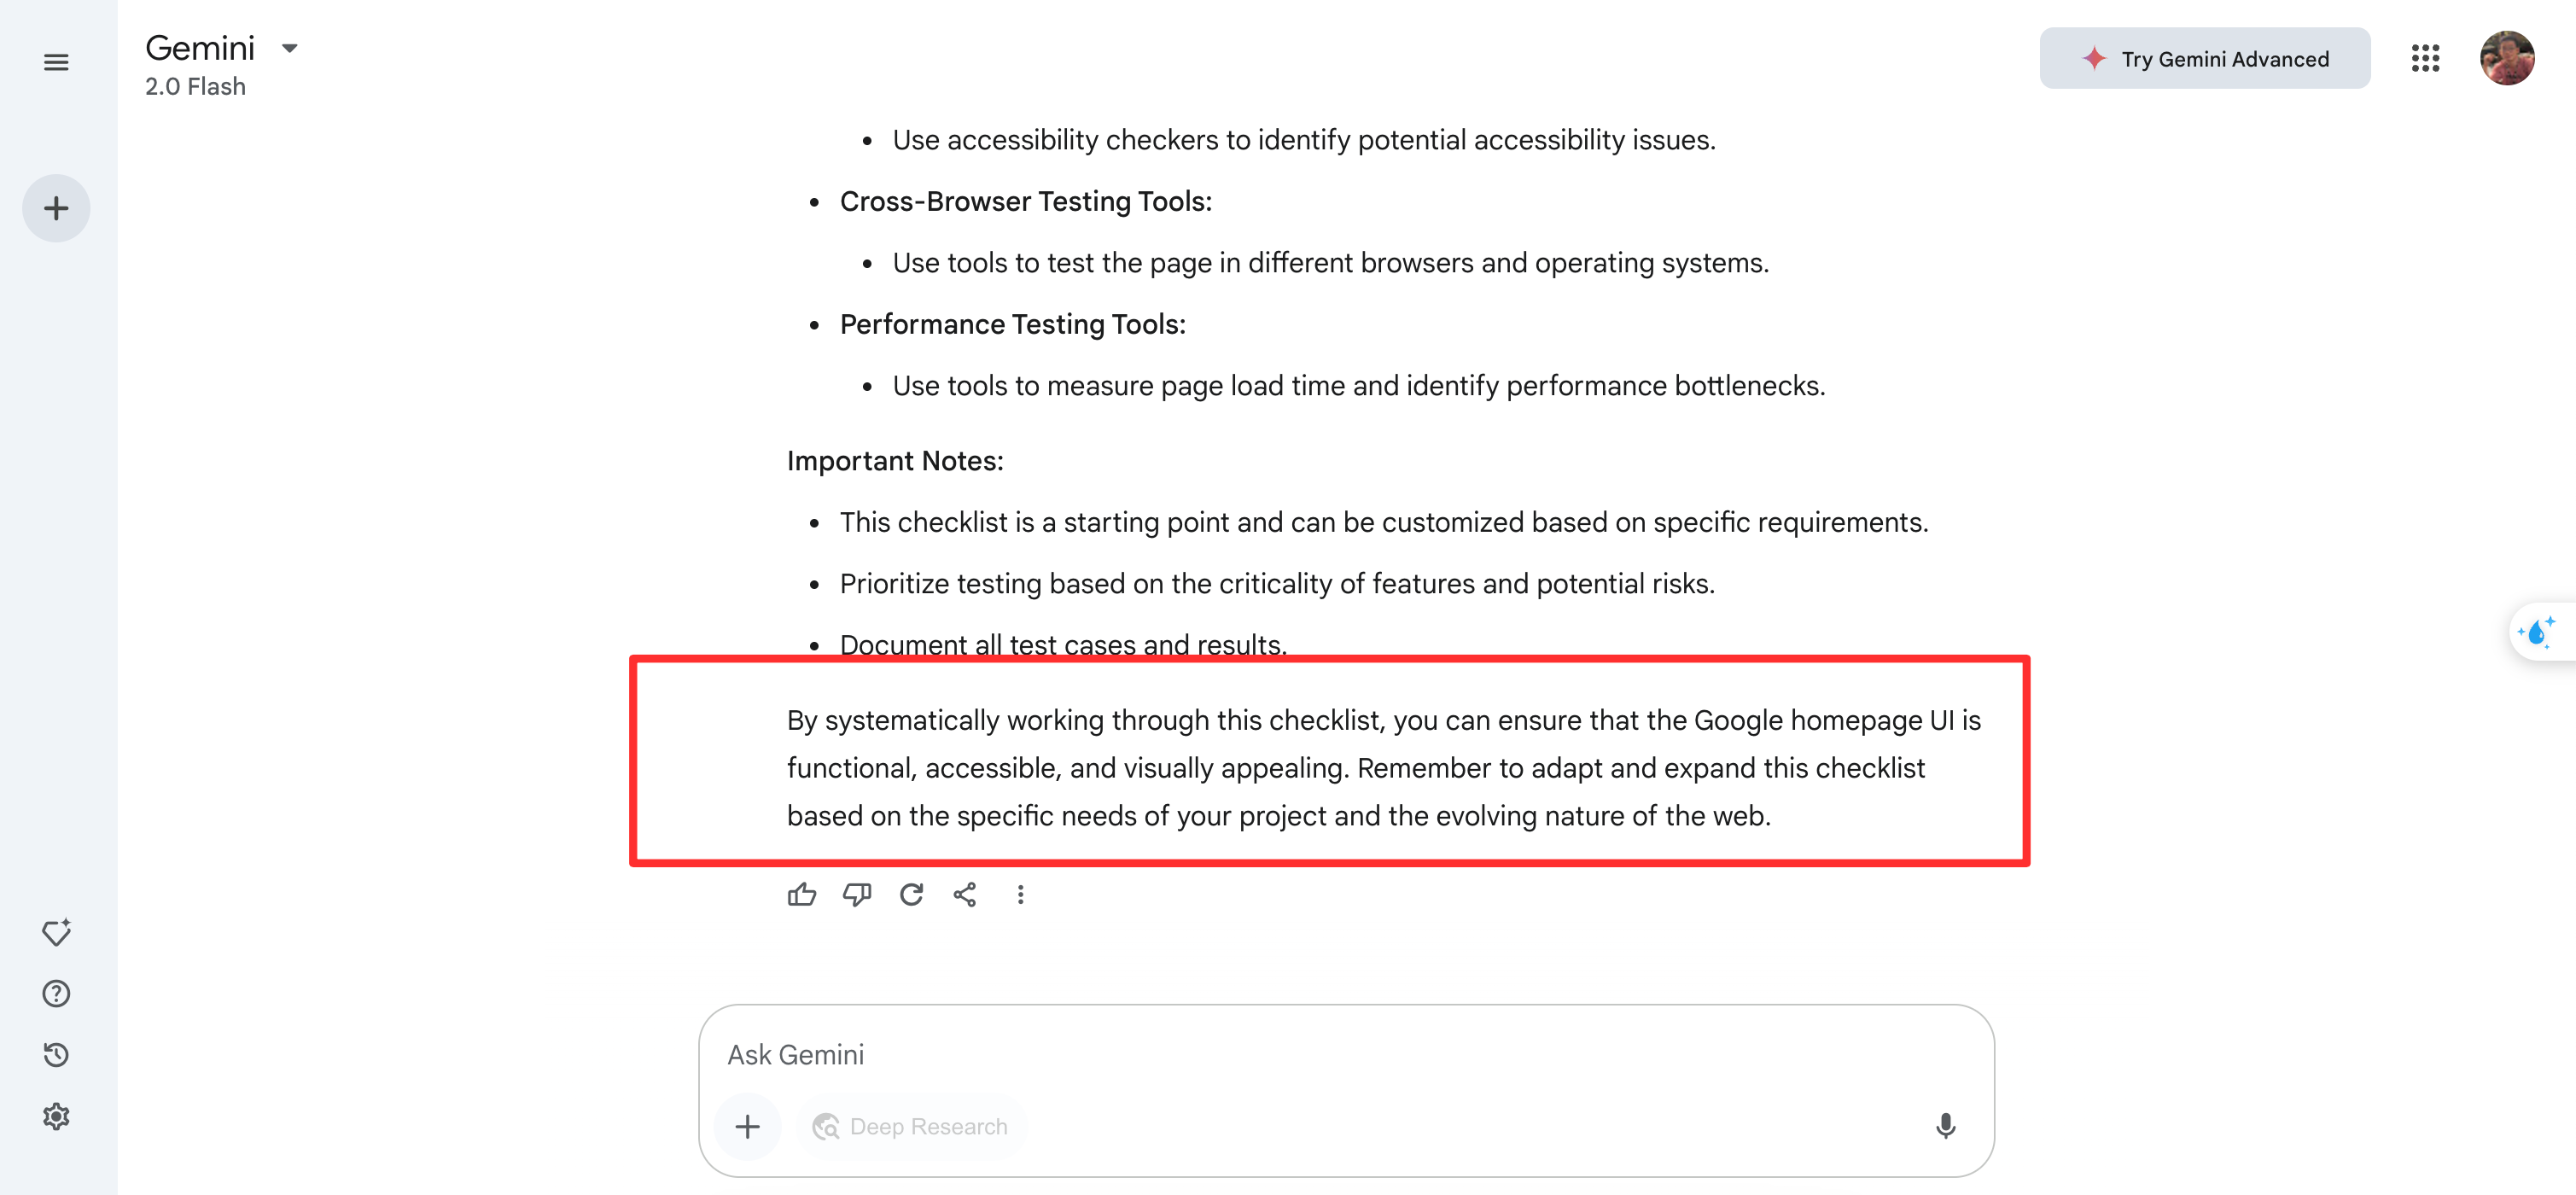 Gemini
2.0 Flash
Try Gemini Advanced
• Use accessibility checkers to identify potential accessibility issues.
• Cross-Browser Testing Tools:
• Use tools to test the page in different browsers and operating systems.
• Performance Testing Tools:
• Use tools to measure page load time and identify performance bottlenecks.
Important Notes:
• This checklist is a starting point and can be customized based on specific requirements.
• Prioritize testing based on the criticality of features and potential risks.
• Document all test cases and results.
By systematically working through this checklist, you can ensure that the Google homepage UI is
functional, accessible, and visually appealing. Remember to adapt and expand this checklist
based on the specific needs of your project and the evolving nature of the web.
Ask Gemini
Deep Research